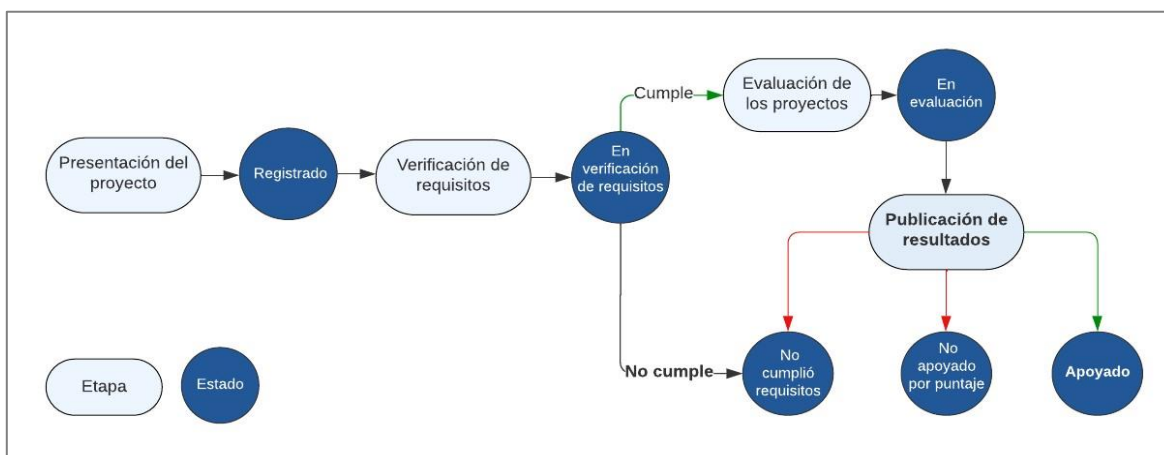 Presentación del
proyecto
Registrado
Verificación de
requisitos
En
verificación
de requisitos
Cumple
Evaluación de
los proyectos
En
evaluación
Publicación de
resultados
No cumple
No
cumplió
requisitos
No
apoyado
por puntaje
Apoyado
Etapa
Estado